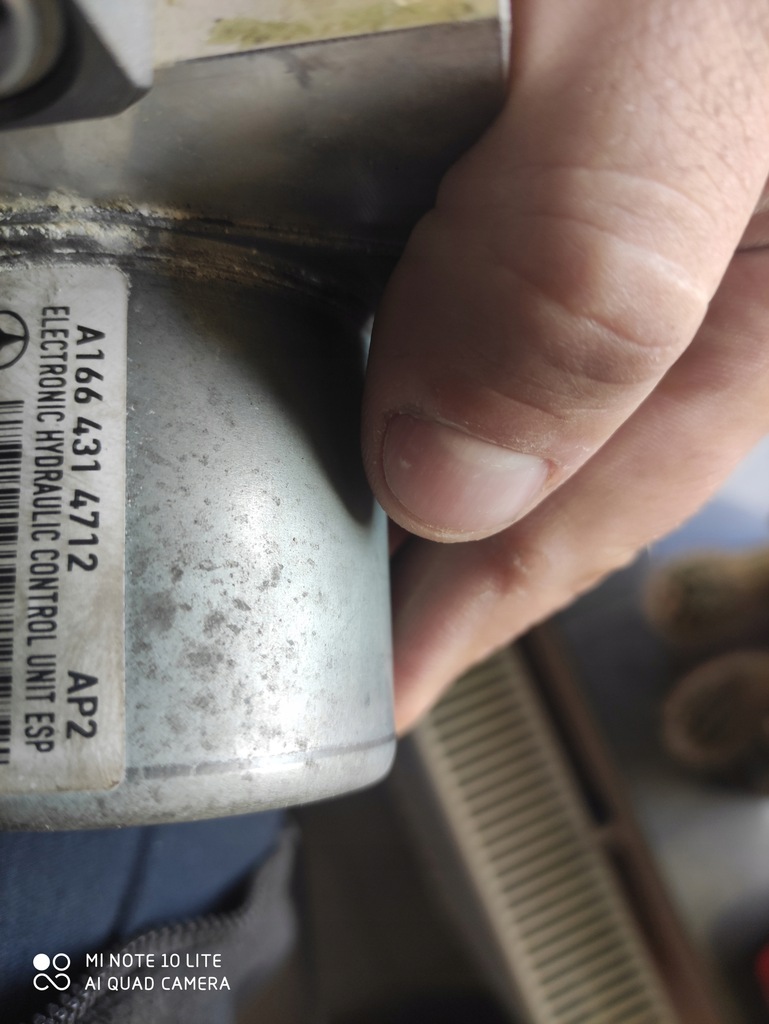 A166 431 4712 AP2
ELECTRONIC HYDRAULIC CONTROL UNIT ESP
MI NOTE 10 LITE
AI QUAD CAMERA